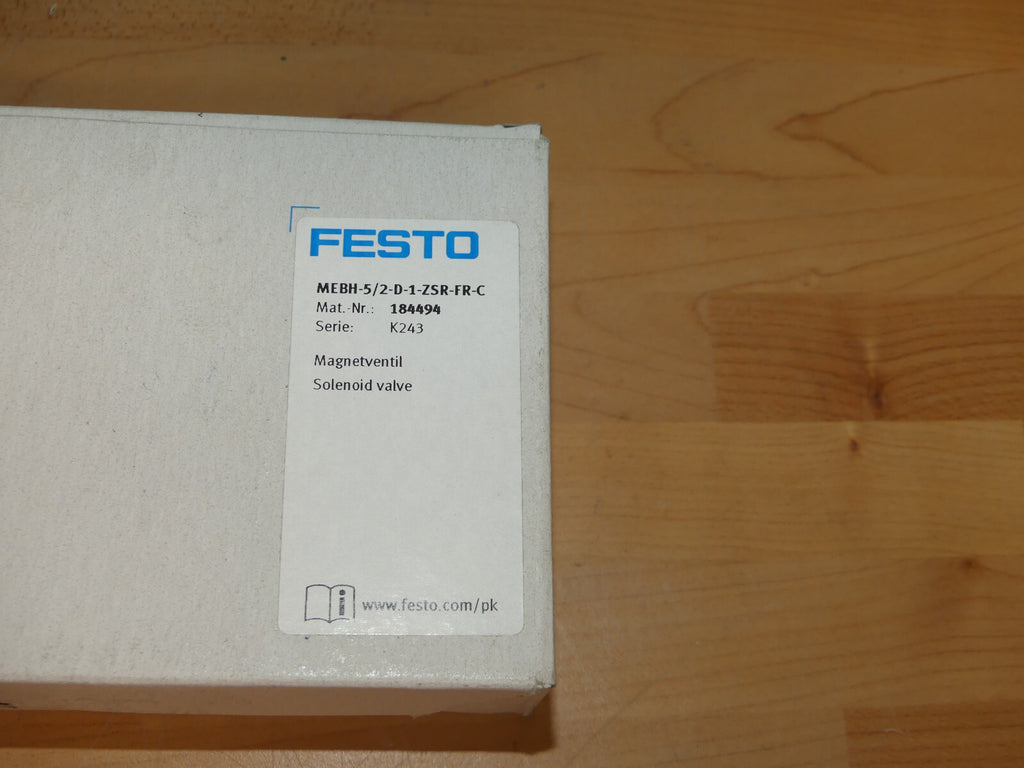 FESTO
MEBH-5/2-D-1-ZSR-FR-C
Mat.-Nr.: 184494
Serie: K243
Magnetventil
Solenoid valve
www.festo.com/pk